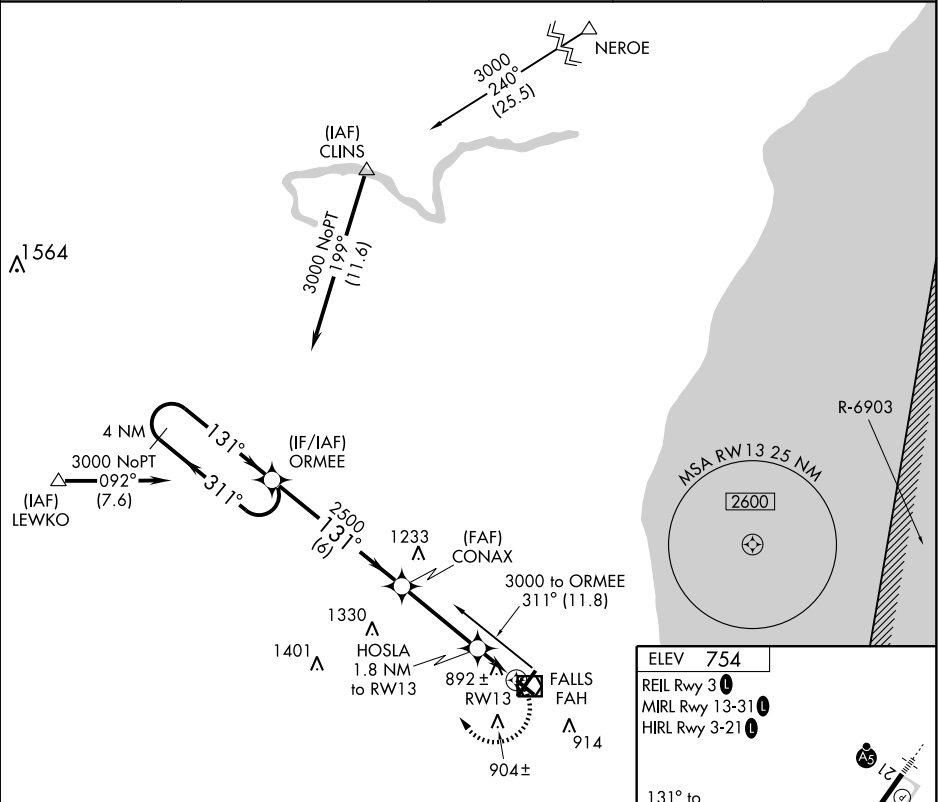 NEROE
3000
240°
(25.5)
(IAF)
CLINS
3000 NoPT
199°
(11.6)
1564
R-6903
4 NM
131°
(IF/IAF)
ORMEE
3000 NoPT
092°
(7.6)
311°
(IAF)
LEWKO
MSA RW 13 25 NM
2600
2500
131°
(6)
1233
(FAF)
CONAX
3000 to ORMEE
311° (11.8)
1330
HOSLA
1.8 NM
to RW13
1401
892 ±
RW13
FALLS
FAH
914
904 ±
ELEV 754
REIL Rwy 3 L
MIRL Rwy 13-31 L
HIRL Rwy 3-21 L
A5
21
P
131° to